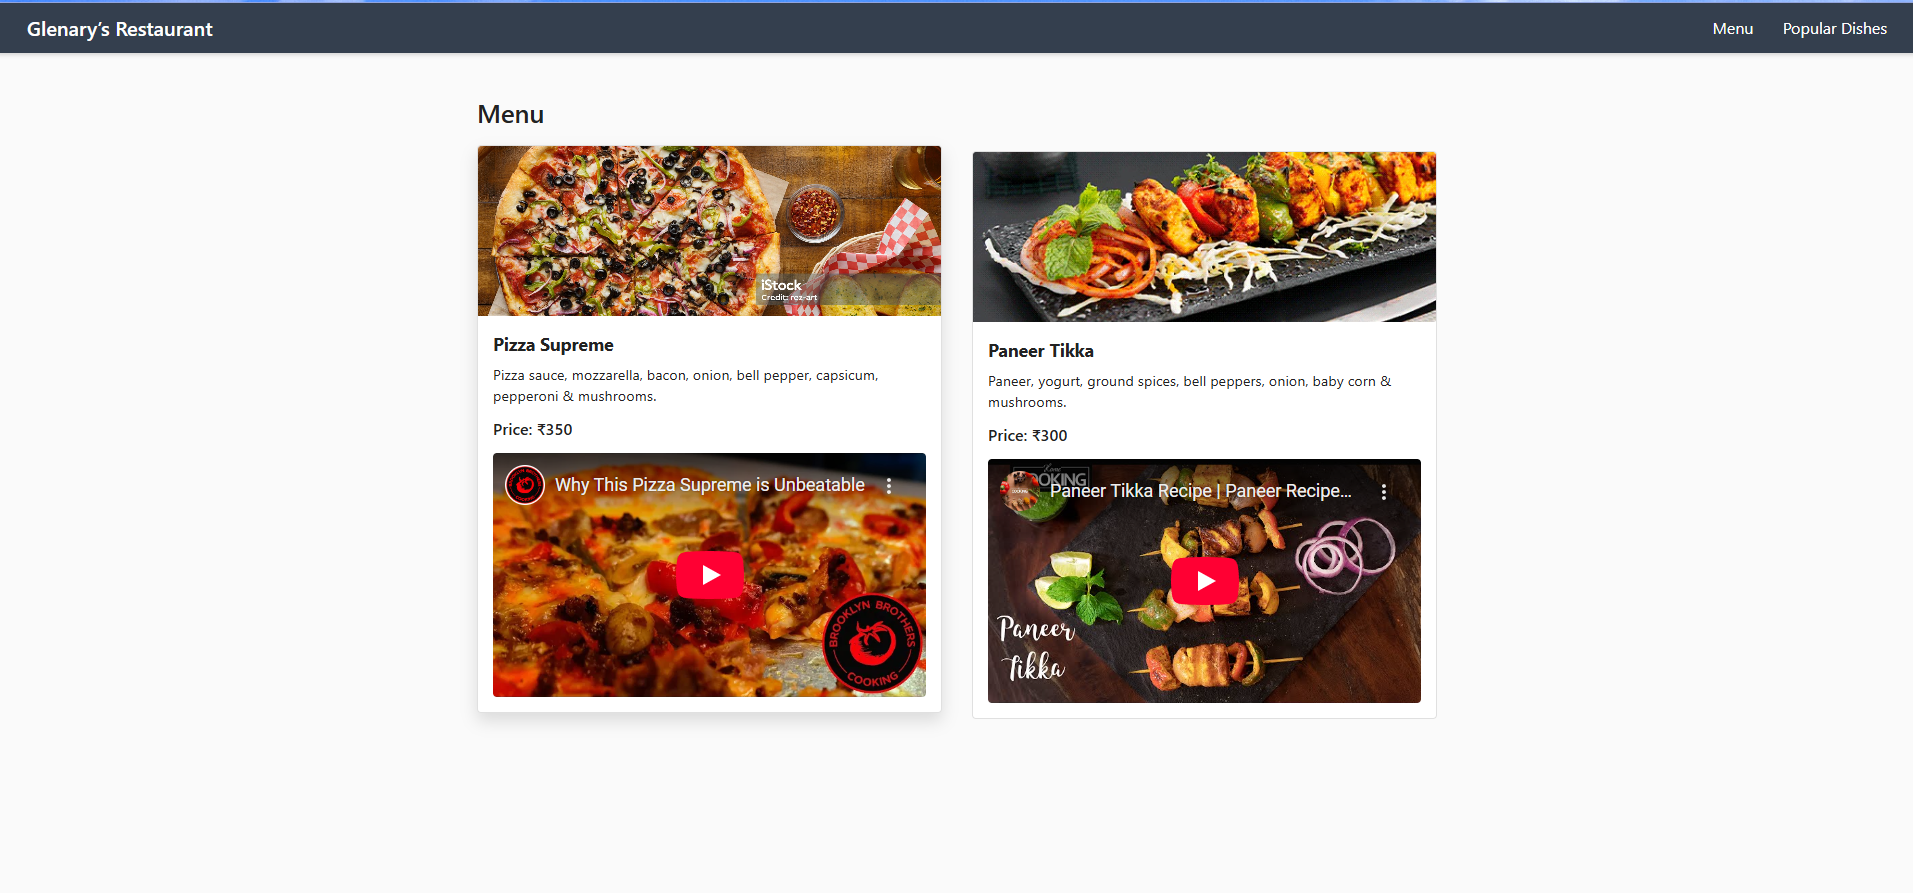 Glenary’s Restaurant
Menu
Popular Dishes
Menu
iStock
Credit: rez-art
Pizza Supreme
Pizza sauce, mozzarella, bacon, onion, bell pepper, capsicum,
pepperoni & mushrooms.
Price: ₹350
Why This Pizza Supreme is Unbeatable
BROOKLYN BROTHERS
COOKING
Paneer Tikka
Paneer, yogurt, ground spices, bell peppers, onion, baby corn &
mushrooms.
Price: ₹300
Paneer Tikka Recipe | Paneer Recipe...
Paneer
Tikka